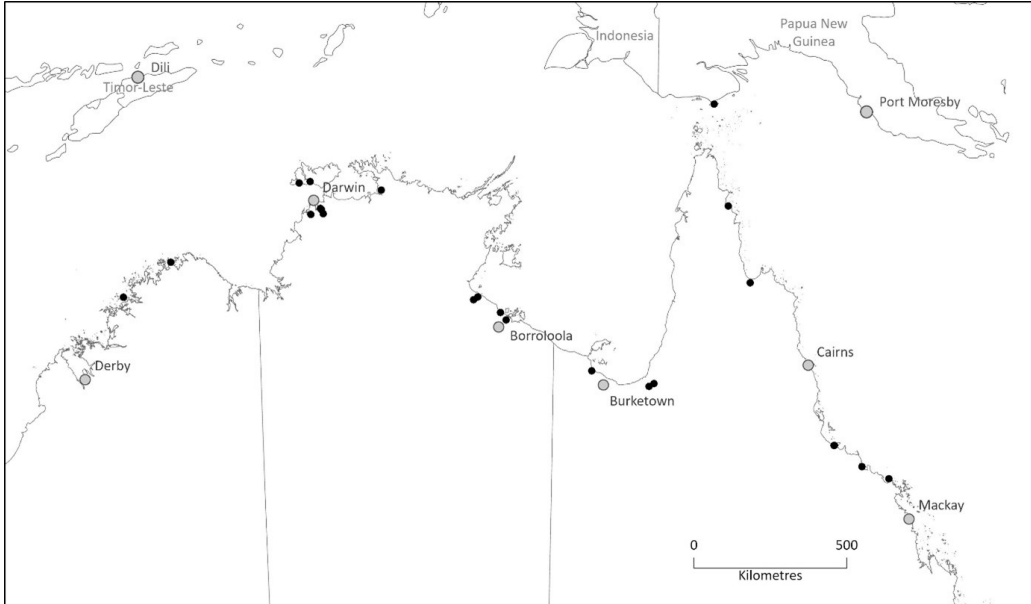 Indonesia
Papua New
Guinea
Dili
Timor-Leste
Port Moresby
Darwin
Borroloola
Derby
Cairns
Burketown
Mackay
0 500
Kilometres